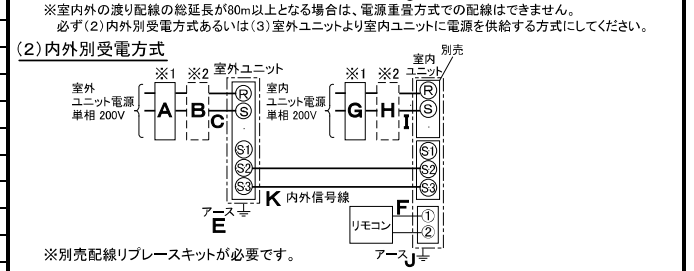 ※室内外の渡り配線の総延長が80m以上となる場合は、電源重畳方式での配線はできません。
必ず(2)内外別受電方式あるいは(3)室外ユニットより室内ユニットに電源を供給する方式にしてください。
(2)内外別受電方式
※1 ※2 室外ユニット
室外
ユニット電源
単相 200V
A B C
R
S
S1
S2
S3
アース
E
K 内外信号線
※1 ※2 室内
ユニット
別売
室内
ユニット電源
単相 200V
G H I
R
S
S1
S2
S3
F
リモコン
①
②
アース J
※別売配線リプレースキットが必要です。